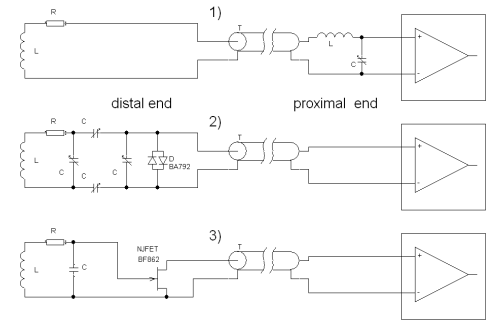 1)
R
L
T
L
C
+
-
distal end
proximal end
2)
R
C
L
C
C
C
D
BA792
T
+
-
3)
R
L
C
NJFET
BF862
T
+
-